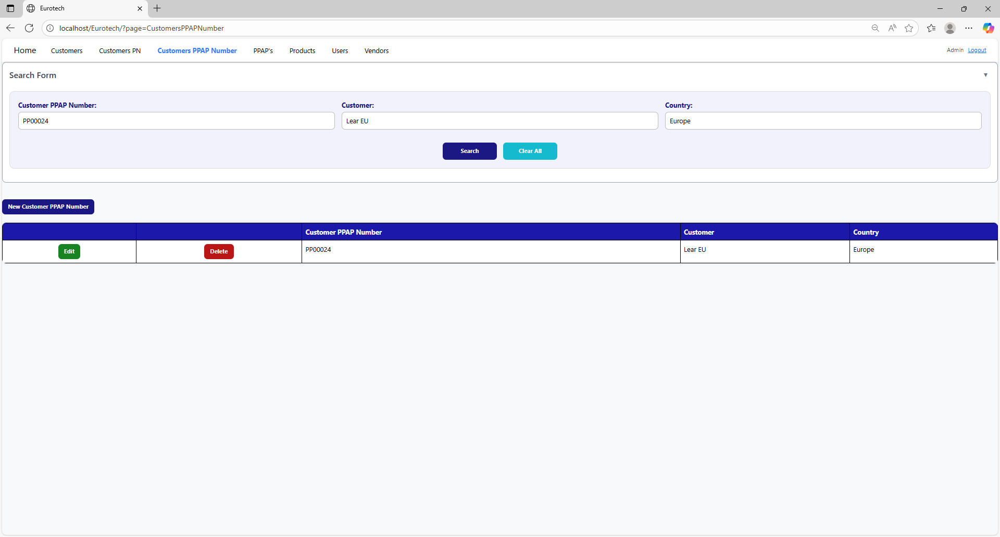 Eurotech
localhost/Eurotech/?page=CustomersPPAPNumber
Home Customers Customers PN Customers PPAP Number PPAP's Products Users Vendors Admin Logout
Search Form
Customer PPAP Number: Customer: Country:
PP00024 Lear EU Europe
Search Clear All
New Customer PPAP Number
Customer PPAP Number Customer Country
Edit Delete PP00024 Lear EU Europe